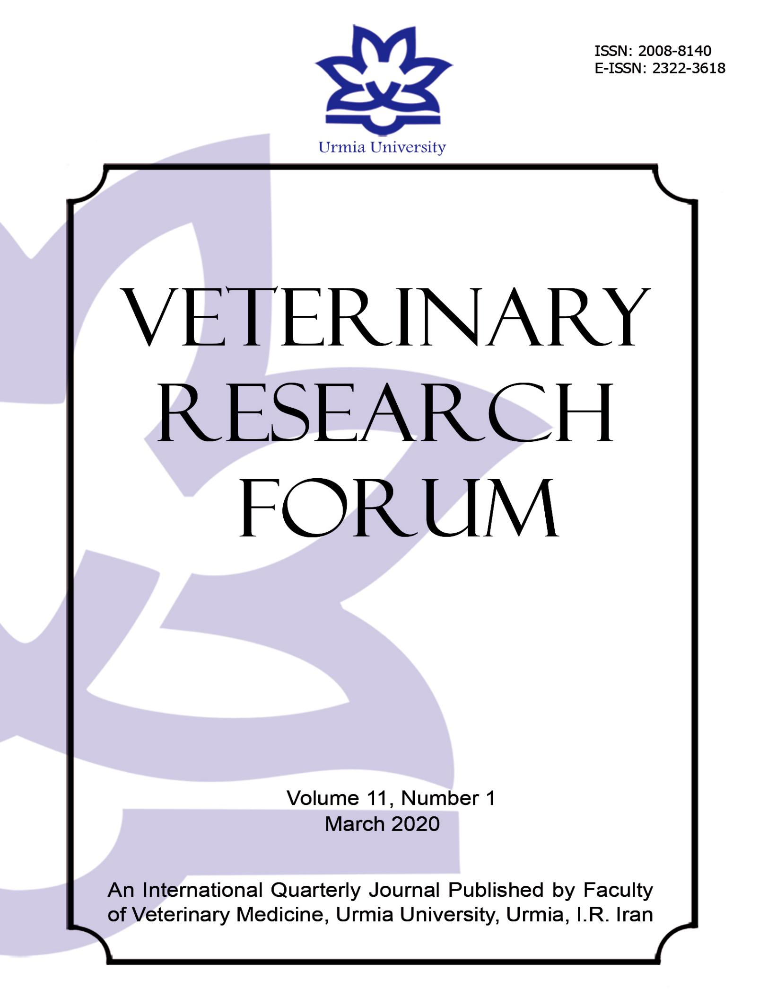 ISSN: 2008-8140
E-ISSN: 2322-3618
Urmia University
VETERINARY
RESEARCH
FORUM
Volume 11, Number 1
March 2020
An International Quarterly Journal Published by Faculty
of Veterinary Medicine, Urmia University, Urmia, I.R. Iran